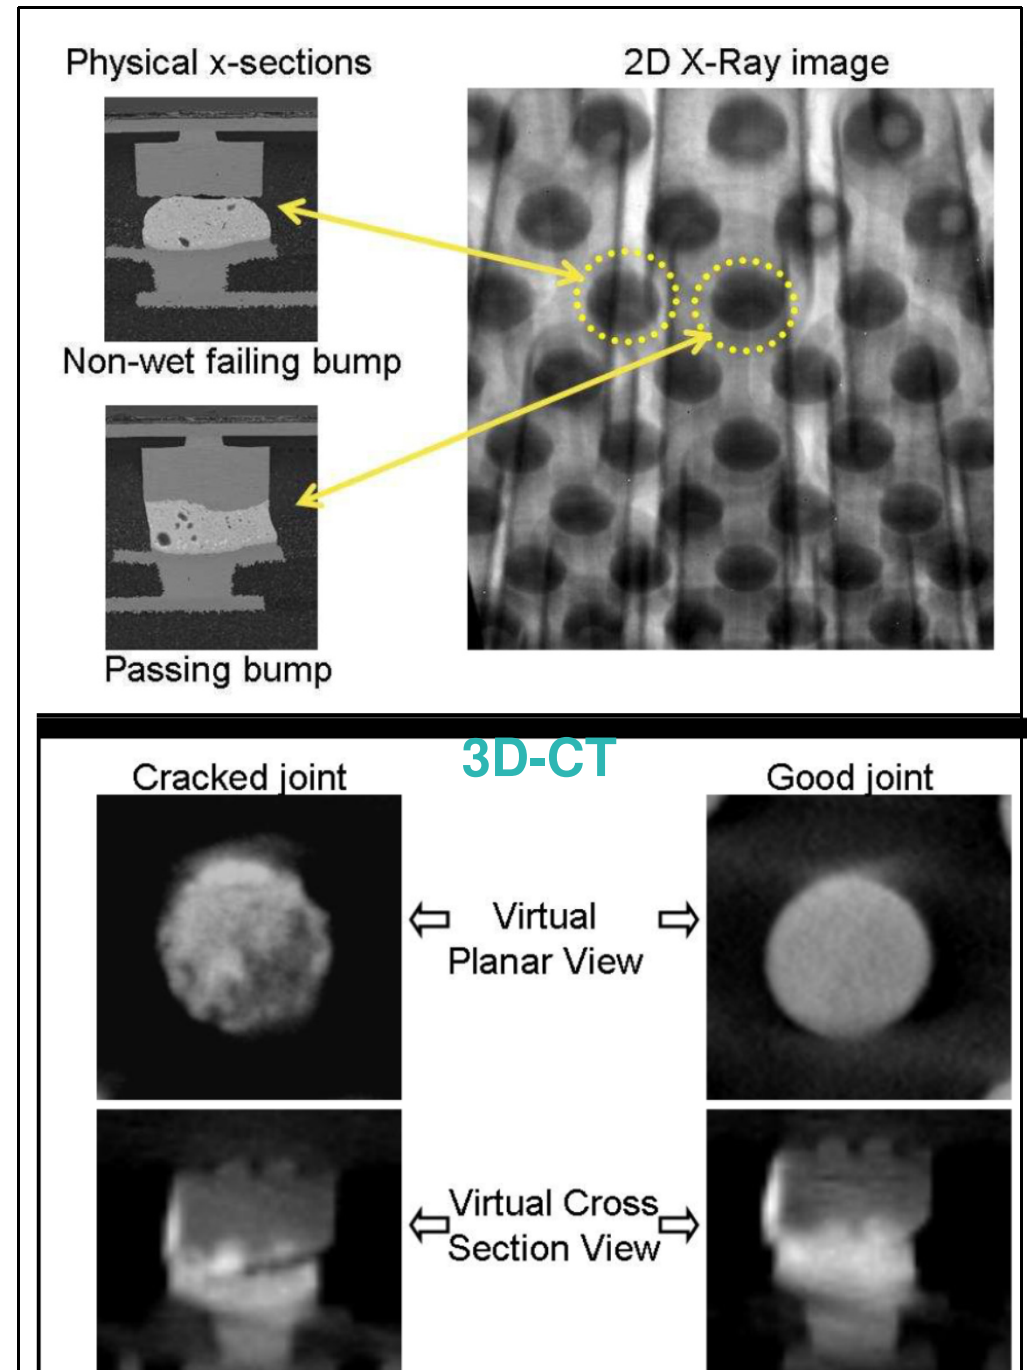 Physical x-sections
2D X-Ray image
Non-wet failing bump
Passing bump
3D-CT
Cracked joint
Good joint
Virtual
Planar View
Virtual Cross
Section View